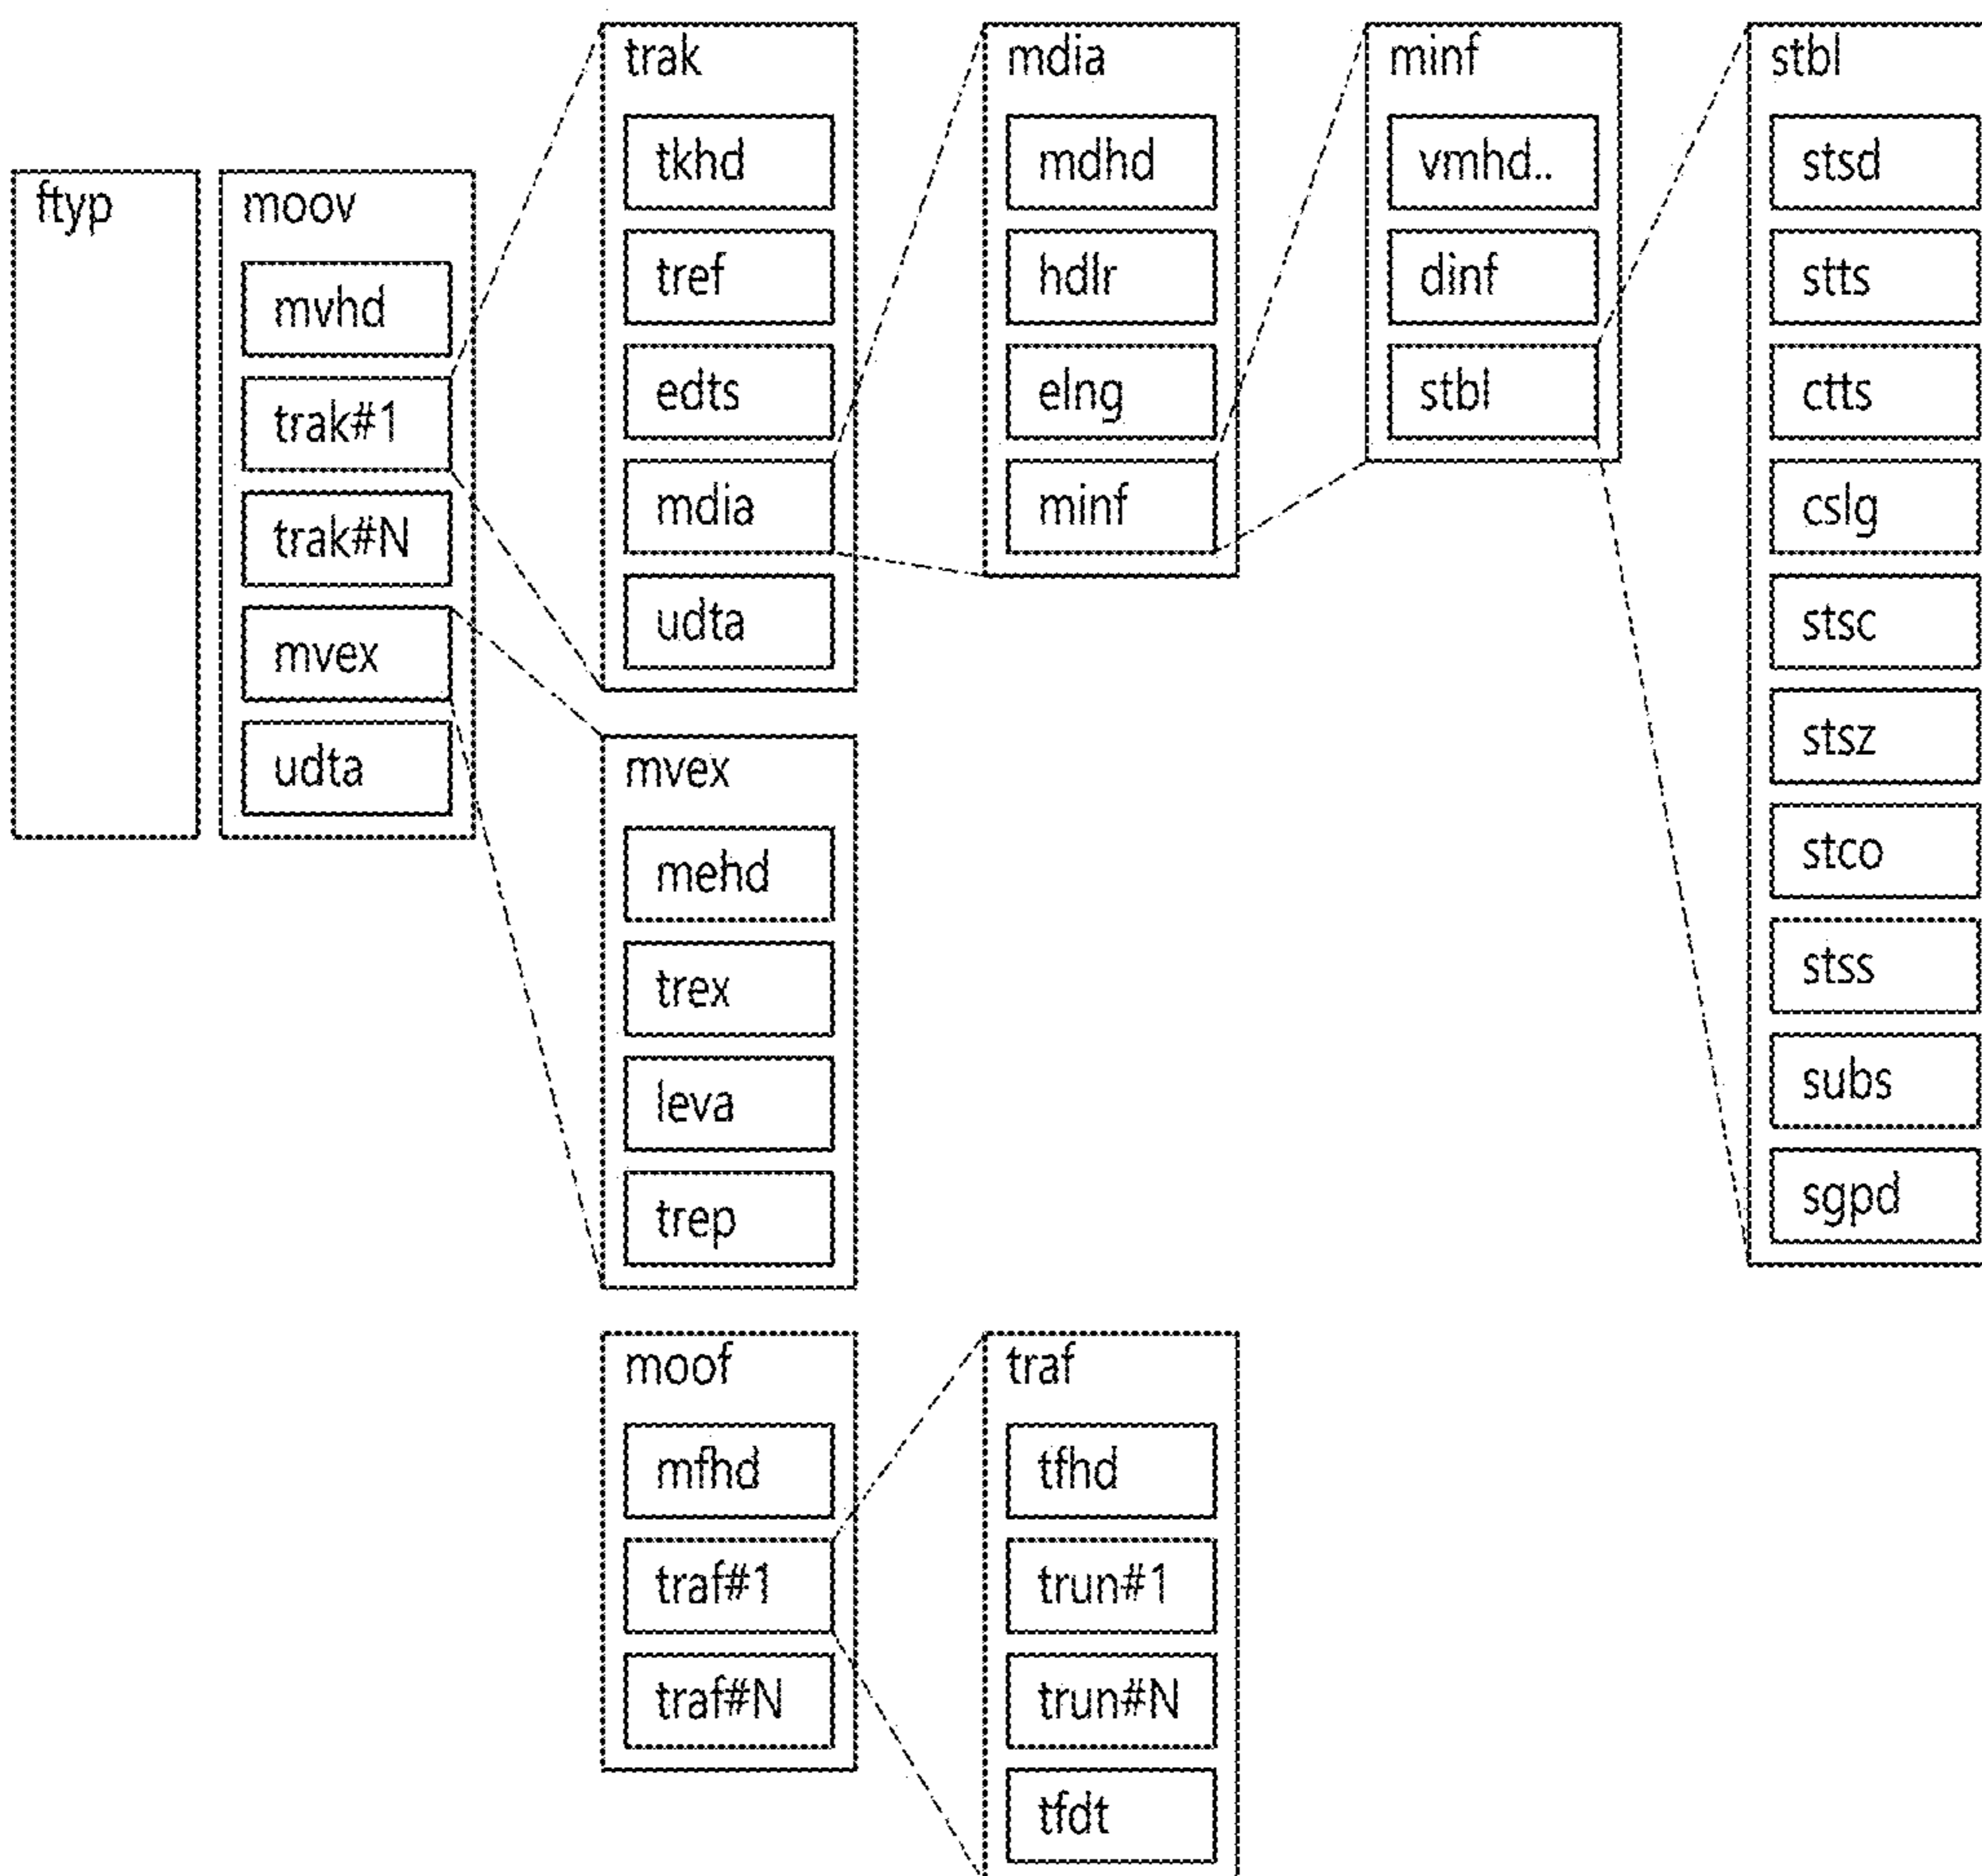 ftyp
moov
mvhd
trak#1
trak#N
mvex
udta
trak
tkhd
tref
edts
mdia
udta
mvex
mehd
trex
leva
trep
moof
mfhd
traf#1
traf#N
mdia
mdhd
hdlr
elng
minf
traf
tfhd
trun#1
trun#N
tfdt
minf
vmhd..
dinf
stbl
stbl
stsd
stts
ctts
cslg
stsc
stsz
stco
stss
subs
sgpd